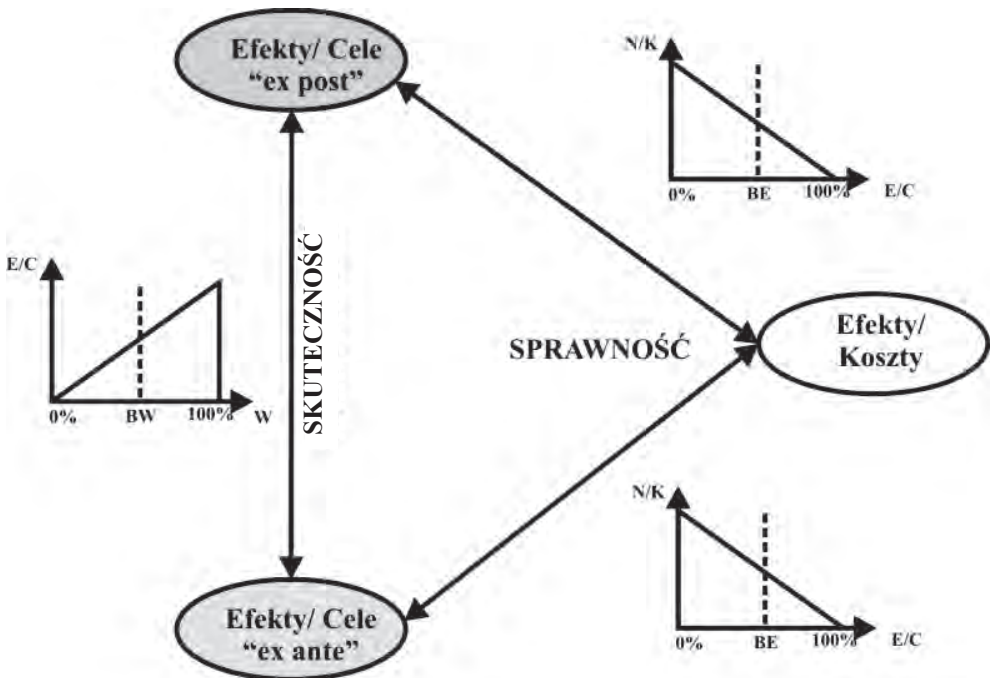 Efekty/ Cele
“ex post”
N/K
0%
BE
100%
E/C
E/C
0%
BW
100%
W
SKUTECZNOŚĆ
SPRAWNOŚĆ
Efekty/
Koszty
N/K
0%
BE
100%
E/C
Efekty/ Cele
“ex ante”